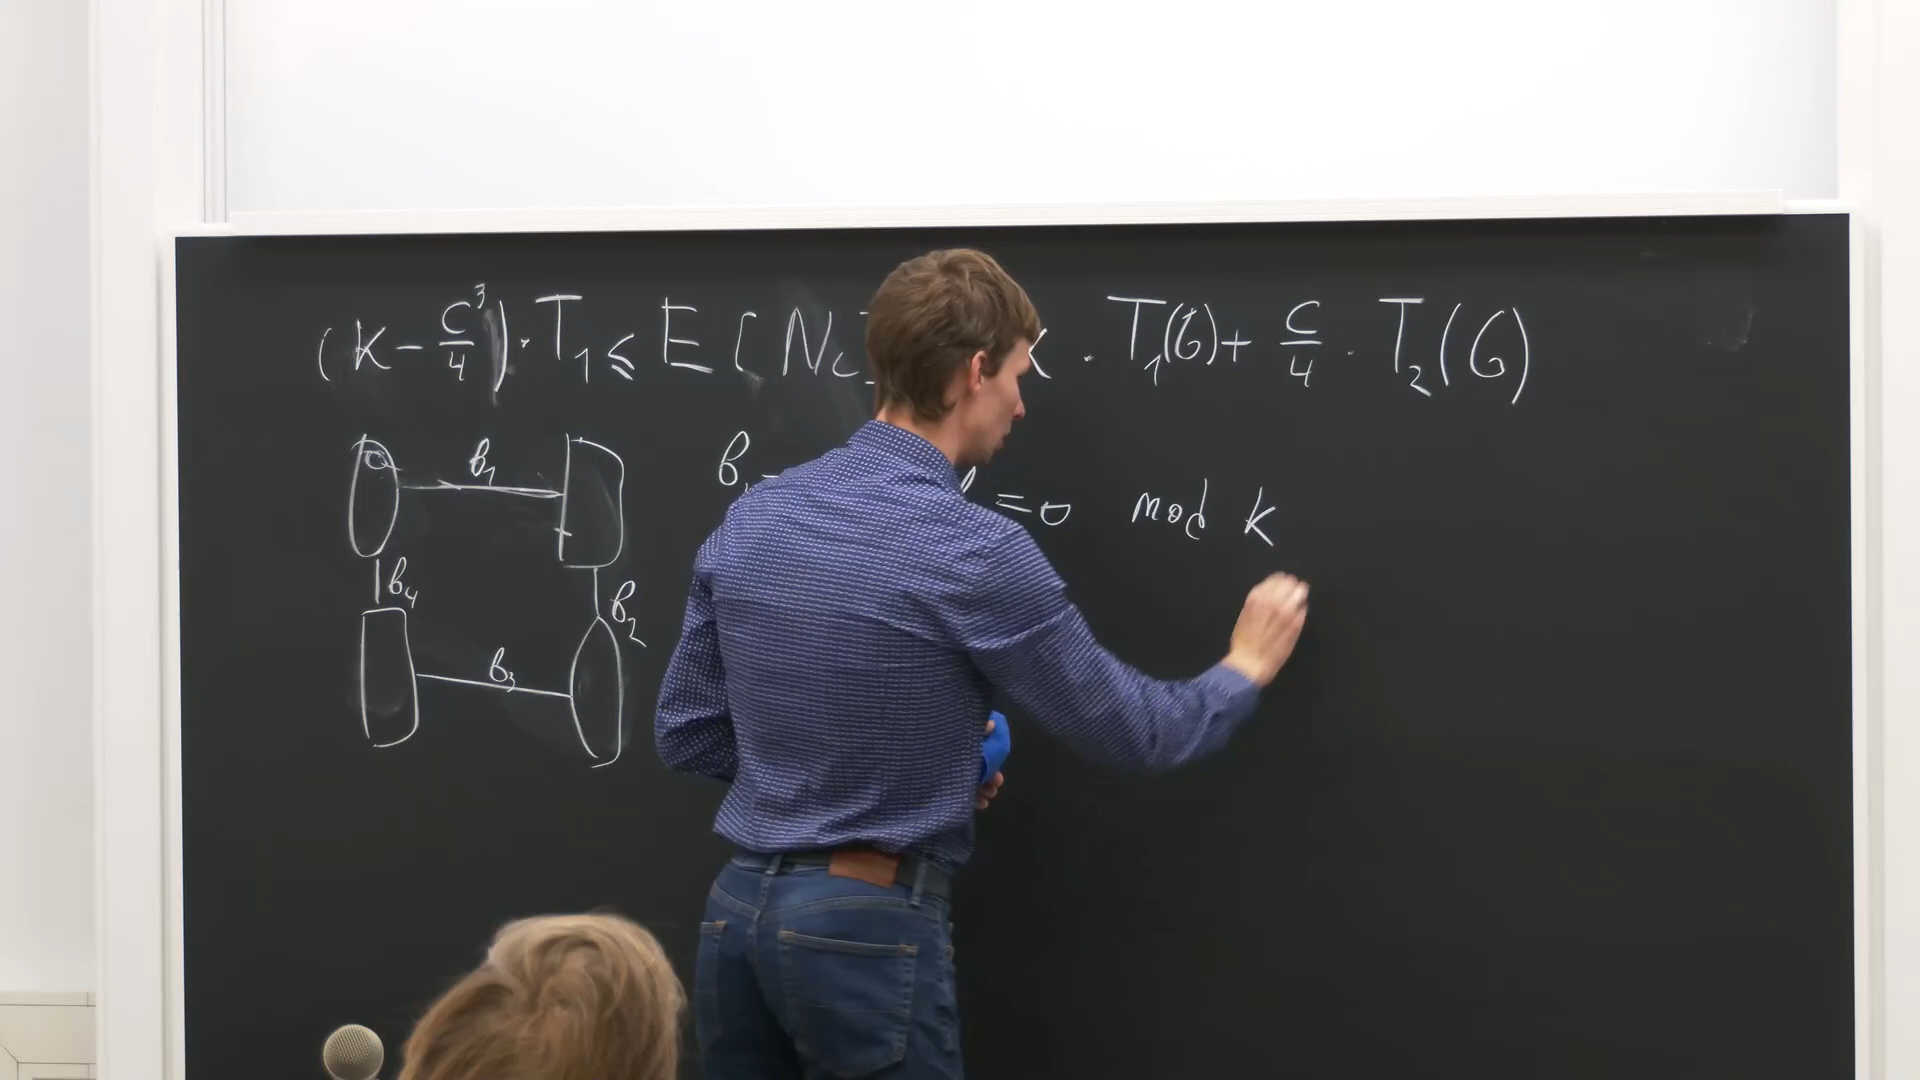 (K - C³/4) · T₁ ≤ E[N_C · T₁(G) + C/4 · T₂(G)
B₁ = 0 mod k
B₁
B₄
B₂
B₃